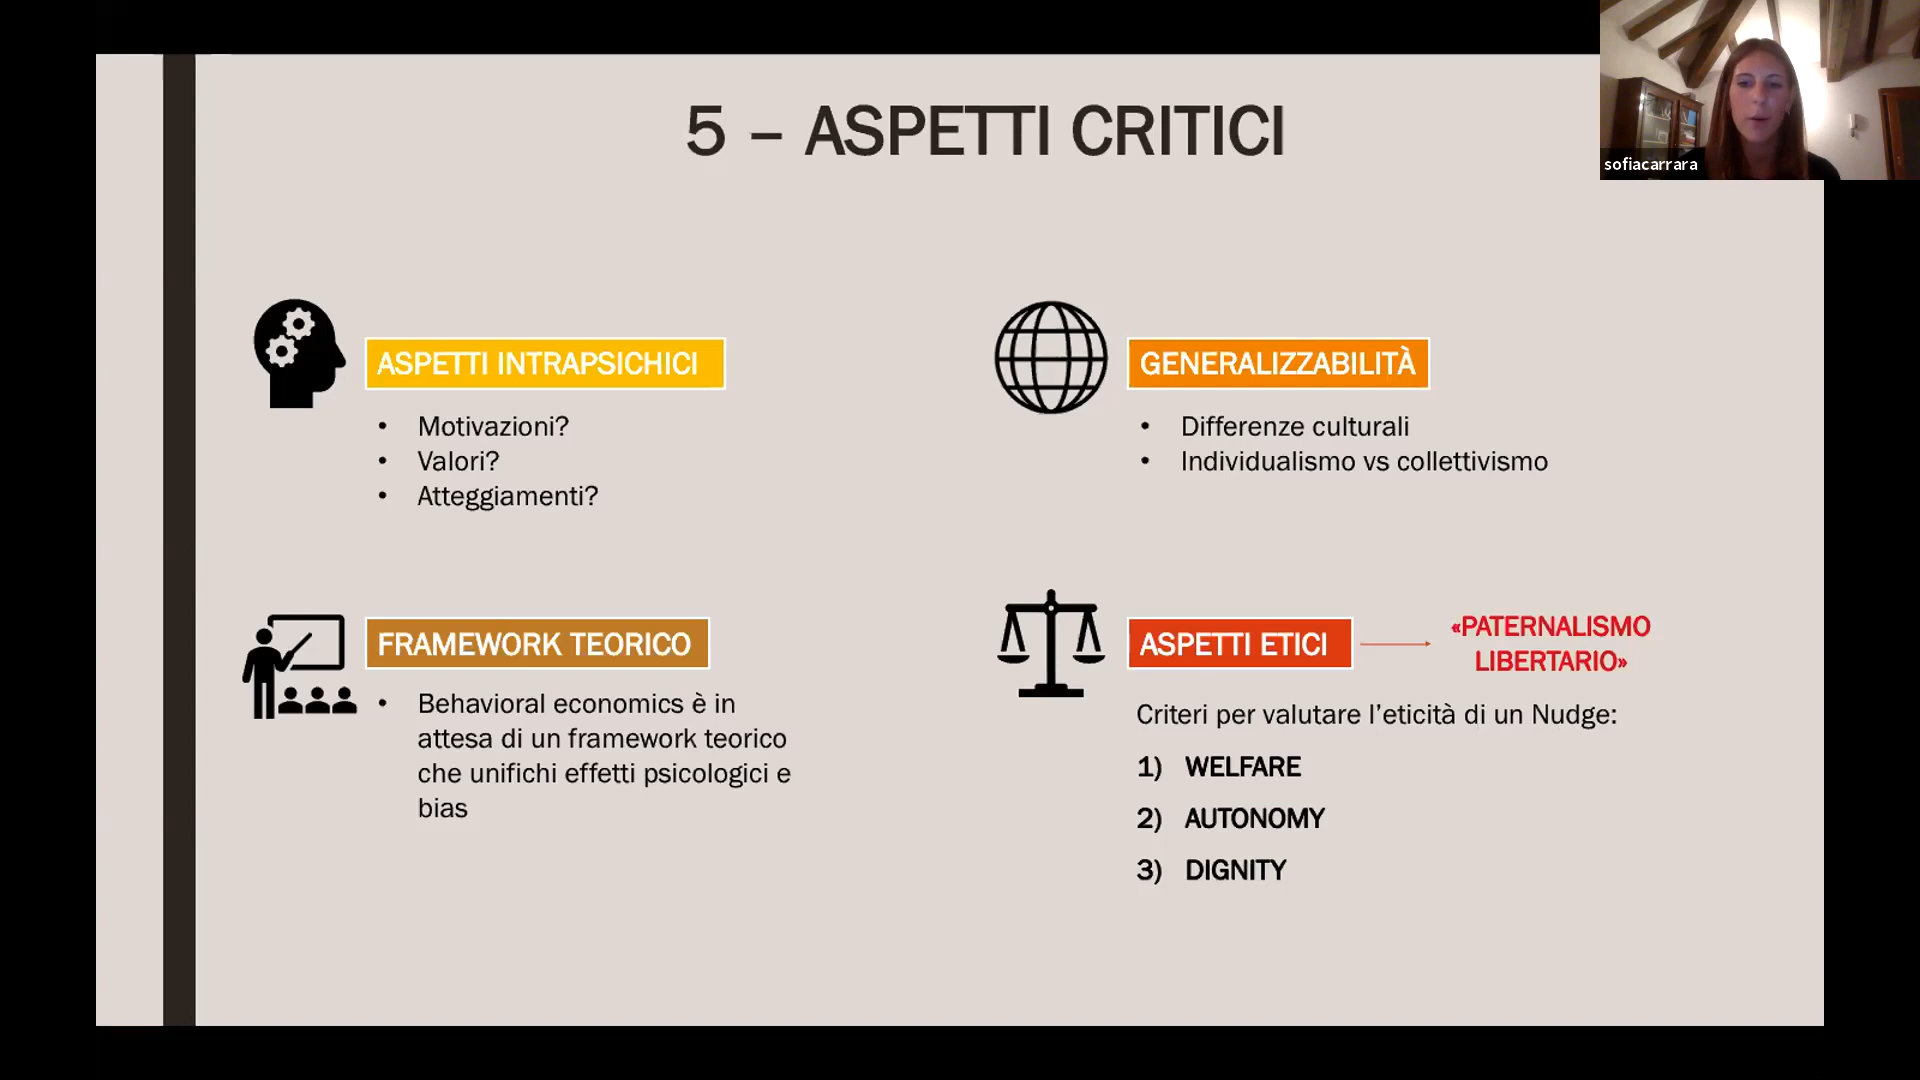 5 – ASPETTI CRITICI
sofiacarrara
ASPETTI INTRAPSICHICI
• Motivazioni?
• Valori?
• Atteggiamenti?
GENERALIZZABILITÀ
• Differenze culturali
• Individualismo vs collettivismo
FRAMEWORK TEORICO
• Behavioral economics è in
attesa di un framework teorico
che unifichi effetti psicologici e
bias
ASPETTI ETICI
«PATERNALISMO
LIBERTARIO»
Criteri per valutare l’eticità di un Nudge:
1) WELFARE
2) AUTONOMY
3) DIGNITY